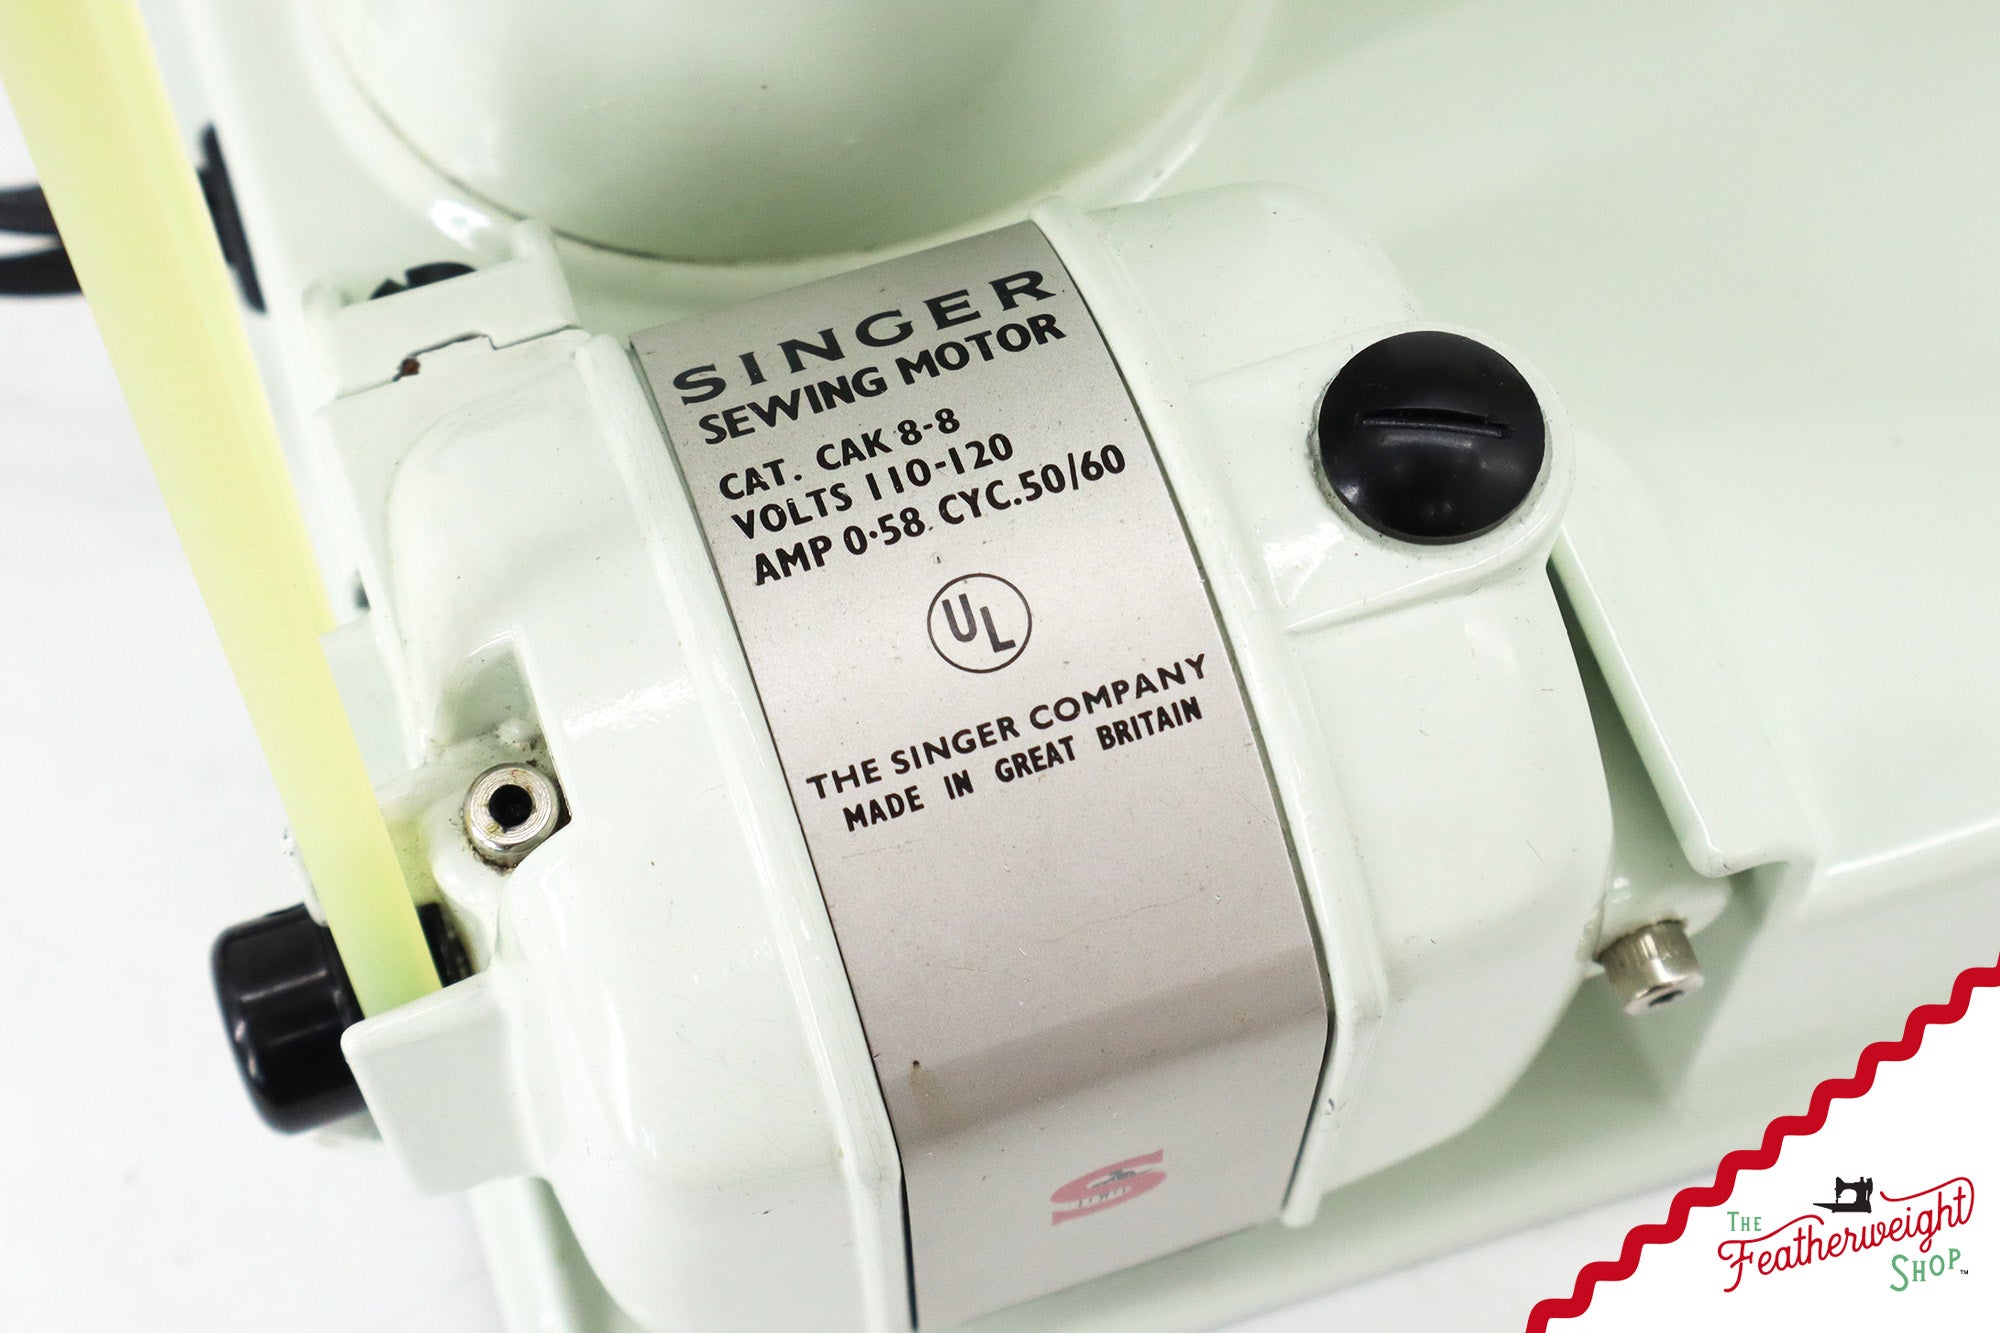 SINGER
SEWING MOTOR
CAT. CAK 8-8
VOLTS 110-120
AMP 0·58 CYC.50/60
UL
THE SINGER COMPANY
MADE IN GREAT BRITAIN
S
THE
Featherweight
SHOP™